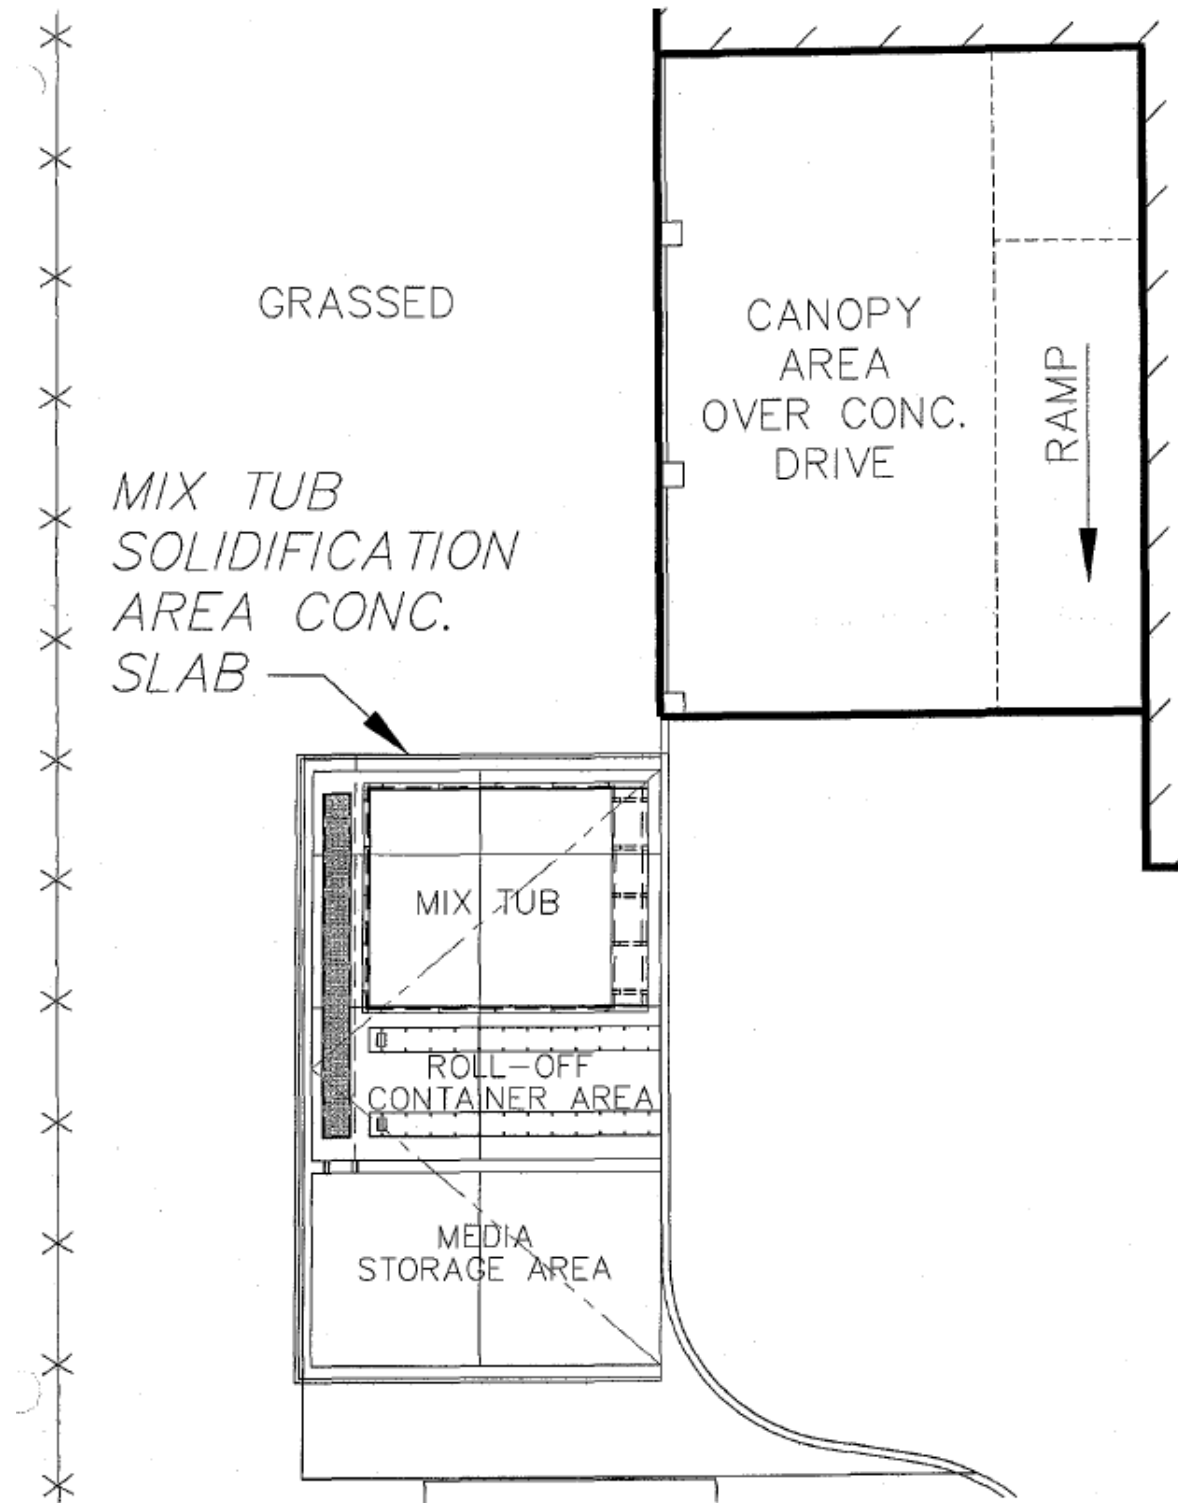 GRASSED
CANOPY
AREA
OVER CONC.
DRIVE
RAMP
MIX TUB
SOLIDIFICATION
AREA CONC.
SLAB
MIX TUB
ROLL-OFF
CONTAINER AREA
MEDIA
STORAGE AREA